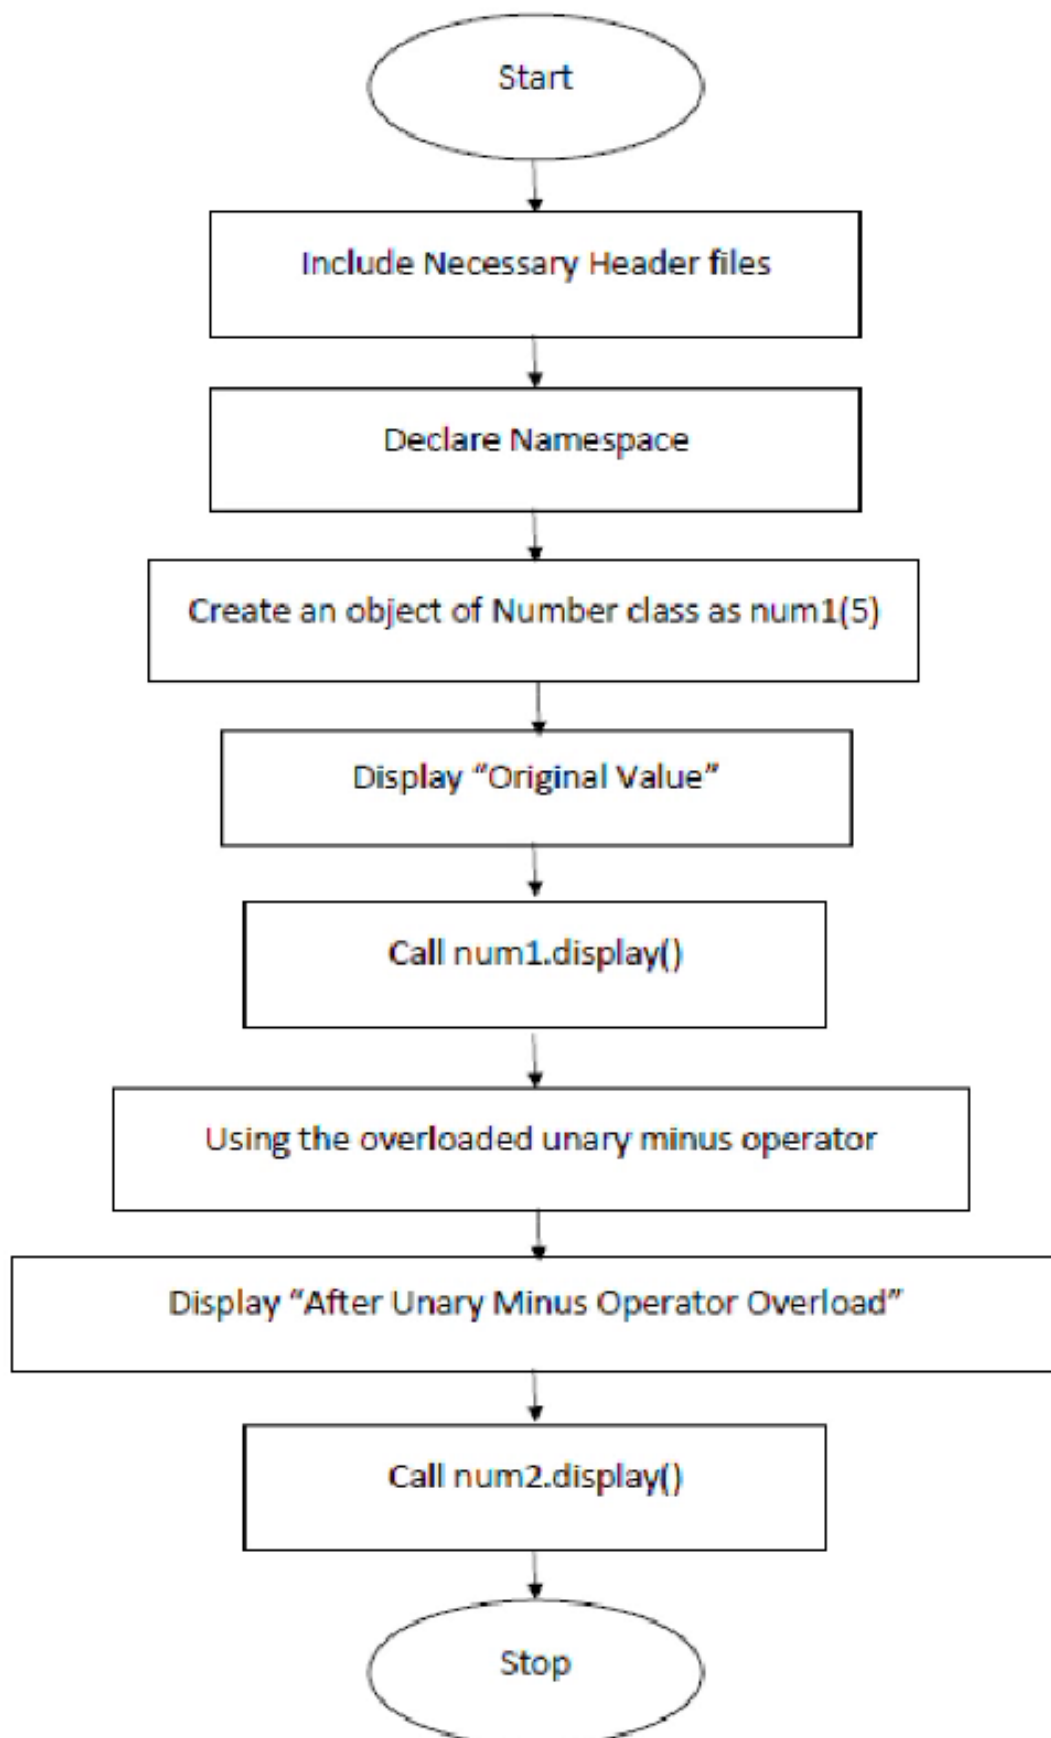 Start
Include Necessary Header files
Declare Namespace
Create an object of Number class as num1(5)
Display “Original Value”
Call num1.display()
Using the overloaded unary minus operator
Display “After Unary Minus Operator Overload”
Call num2.display()
Stop